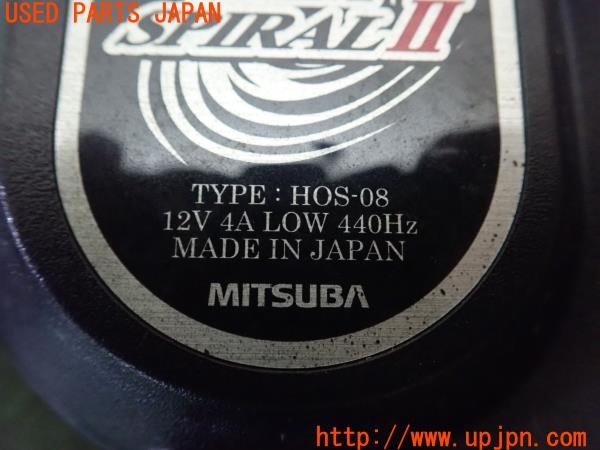 USED PARTS JAPAN
SPIRAL II
TYPE : HOS-08
12V 4A LOW 440Hz
MADE IN JAPAN
MITSUBA
UPJ
http://www.upjpn.com/